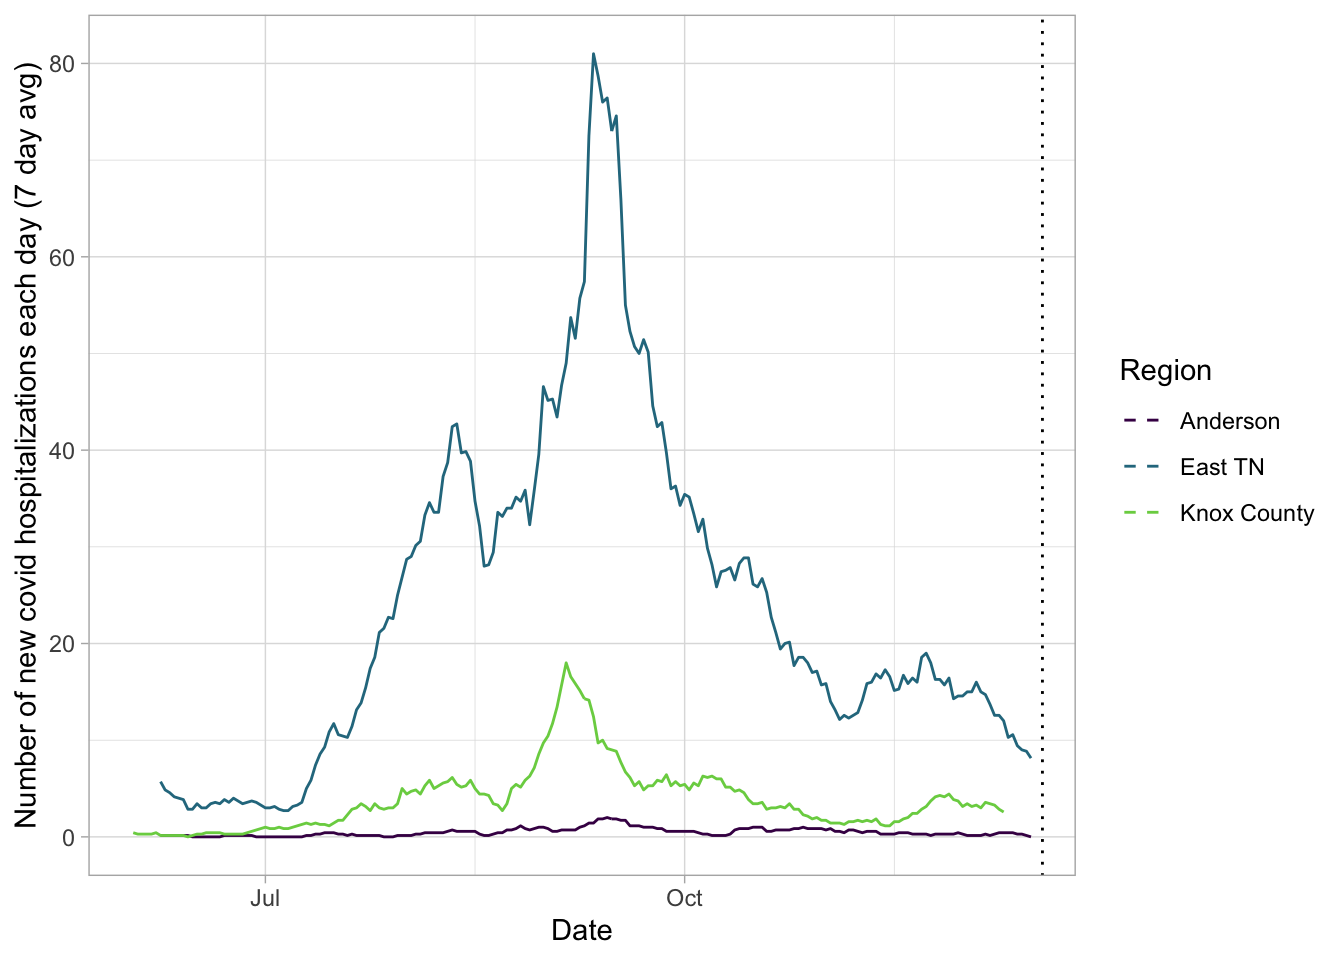 Number of new covid hospitalizations each day (7 day avg)
80
60
40
20
0
Jul
Oct
Date
Region
Anderson
East TN
Knox County